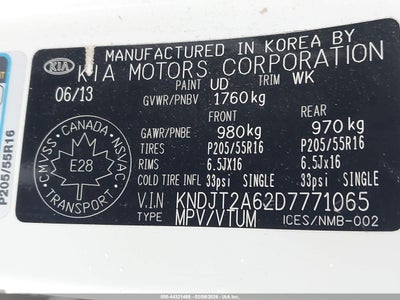 MANUFACTURED IN KOREA BY
KIA KIA MOTORS CORPORATION
06/13 PAINT UD TRIM WK
GVWR/PNBV 1760kg
FRONT REAR
GAWR/PNBE 980kg 970kg
TIRES P205/55R16 P205/55R16
RIMS 6.5JX16 6.5JX16
COLD TIRE INFL 33psi SINGLE 33psi SINGLE
V.I.N KNDJT2A62D7771065
TYPE MPV/VTUM ICES/NMB-002
CANADA
CMVSS NSVAC
E28
TRANSPORT
P205/55R16